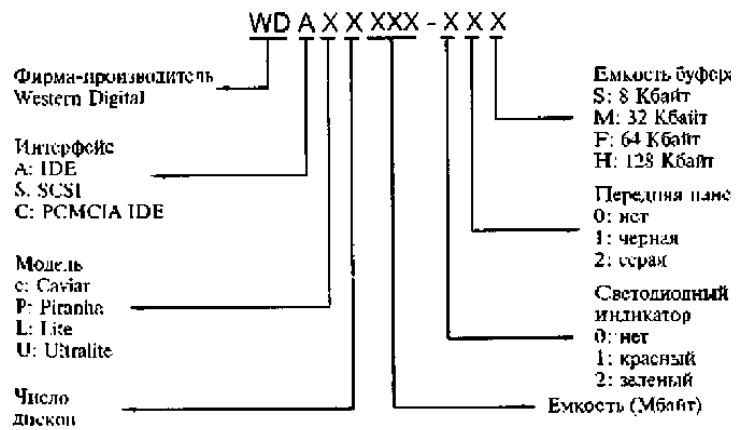 WD A X X XXX - X X X
Фирма-производитель
Western Digital
Интерфейс
A: IDE
S. SCSI
C: PCMCIA IDE
Модель
c: Caviar
P: Piranha
L: Lite
U: Ultralite
Число
дисков
Емкость буфера
S: 8 Кбайт
M: 32 Кбайт
F: 64 Кбайт
H: 128 Кбайт
Передняя пане
0: нет
1: черная
2: серая
Светодиодный
индикатор
0: нет
1: красный
2: зеленый
Емкость (Мбайт)